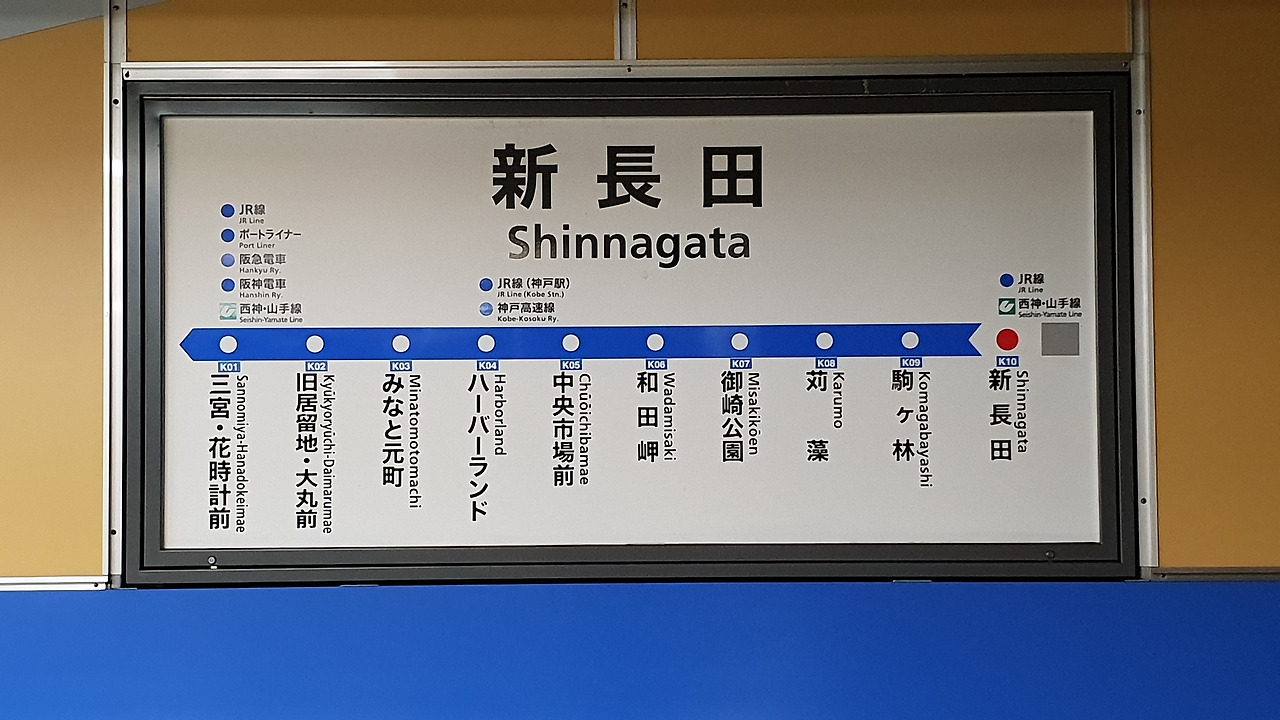 新長田
Shinnagata
JR線
JR Line
ポートライナー
Port Liner
阪急電車
Hankyu Ry.
阪神電車
Hanshin Ry.
西神・山手線
Seishin-Yamate Line
JR線（神戸駅）
JR Line (Kobe Stn.)
神戸高速線
Kobe-Kosoku Ry.
JR線
JR Line
西神・山手線
Seishin-Yamate Line
K01
三宮・花時計前
Sannomiya-Hanadokeimae
K02
旧居留地・大丸前
Kyūkyoryūchi-Daimarumae
K03
みなと元町
Minatomotomachi
K04
ハーバーランド
Harborland
K05
中央市場前
Chūōichibamae
K06
和田岬
Wadamisaki
K07
御崎公園
Misakikōen
K08
苅藻
Karumo
K09
駒ヶ林
Komagabayashi
K10
新長田
Shinnagata